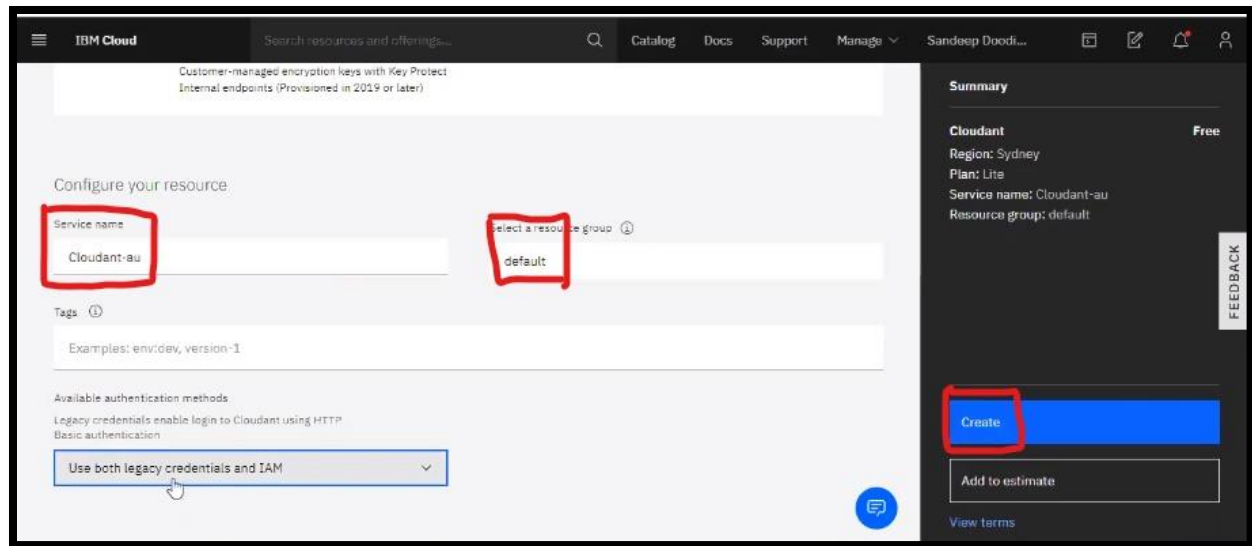 IBM Cloud
Search resources and offerings...
Catalog
Docs
Support
Manage
Sandeep Doodi...
Customer-managed encryption keys with Key Protect
Internal endpoints (Provisioned in 2019 or later)
Configure your resource
Service name
Cloudant-au
Select a resource group
default
Tags
Examples: env:dev, version-1
Available authentication methods
Legacy credentials enable login to Cloudant using HTTP
Basic authentication
Use both legacy credentials and IAM
Summary
Cloudant Free
Region: Sydney
Plan: Lite
Service name: Cloudant-au
Resource group: default
FEEDBACK
Create
Add to estimate
View terms